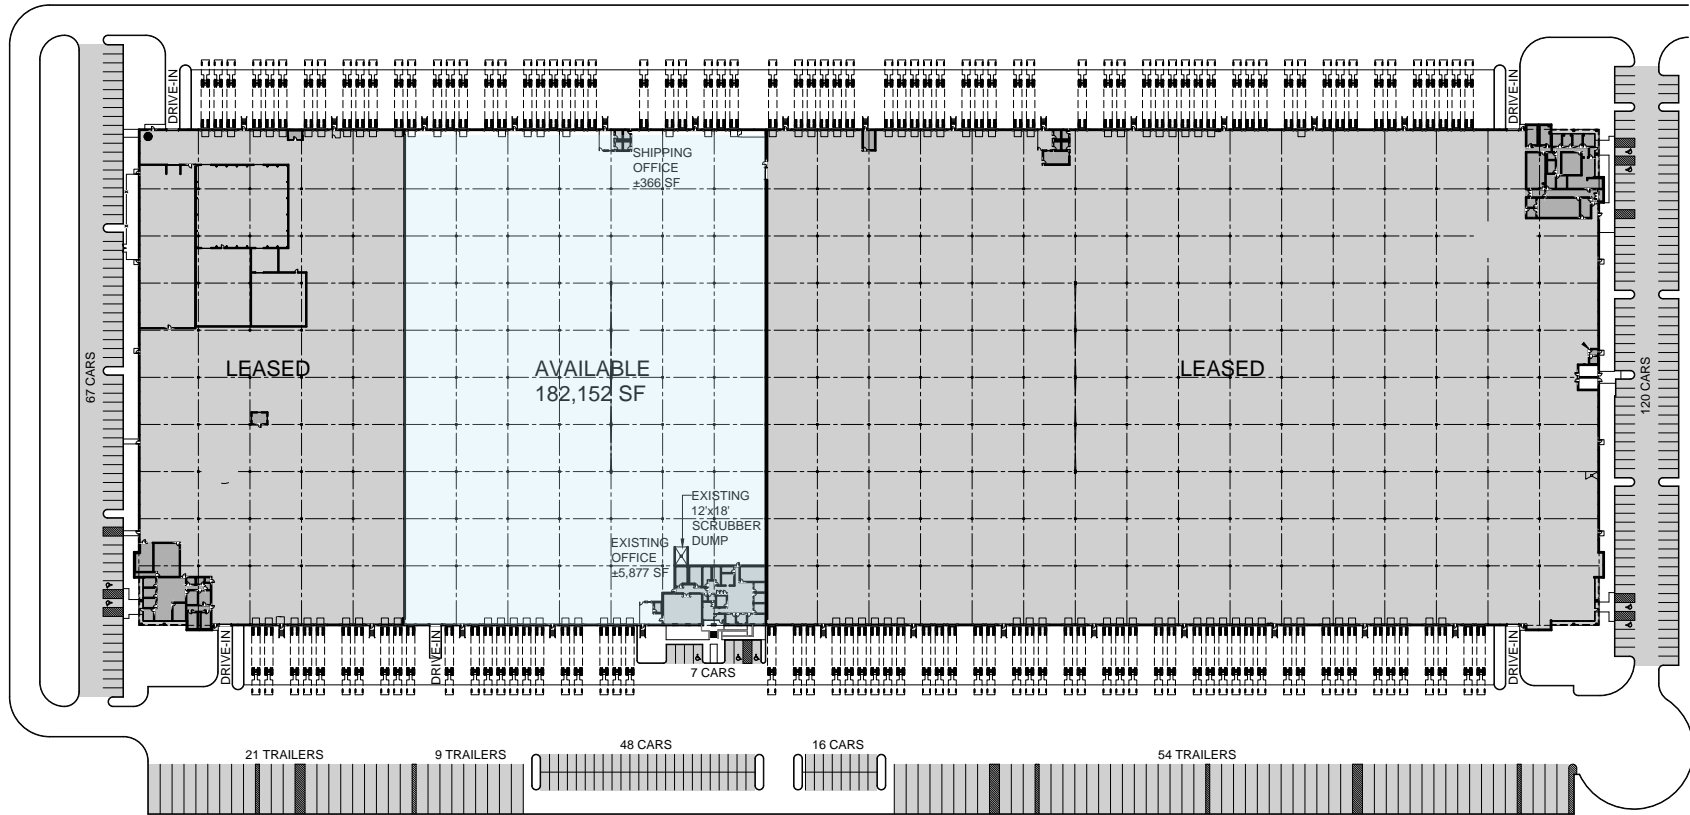 DRIVE-IN
DRIVE-IN
SHIPPING
OFFICE
±366 SF
67 CARS
LEASED
AVAILABLE
182,152 SF
LEASED
120 CARS
EXISTING
12'x18'
SCRUBBER
DUMP
EXISTING
OFFICE
±5,877 SF
DRIVE-IN
DRIVE-IN
7 CARS
DRIVE-IN
21 TRAILERS
9 TRAILERS
48 CARS
16 CARS
54 TRAILERS